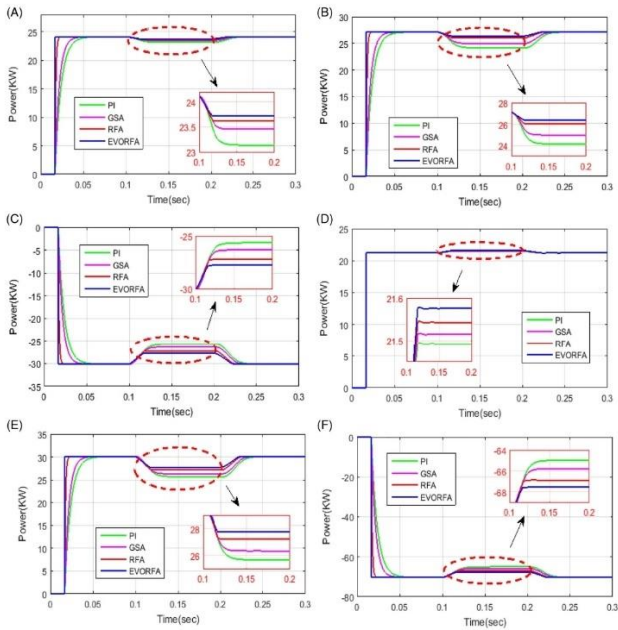 (A)
30
25
20
15
10
5
0
Power(KW)
0
0.05
0.1
0.15
0.2
0.25
0.3
Time(sec)
PI
GSA
RFA
EVORFA
24
23.5
23
0.1
0.15
0.2
(B)
30
25
20
15
10
5
0
Power(KW)
0
0.05
0.1
0.15
0.2
0.25
0.3
Time(sec)
PI
GSA
RFA
EVORFA
28
26
24
0.1
0.15
0.2
(C)
0
-5
-10
-15
-20
-25
-30
-35
Power(KW)
0
0.05
0.1
0.15
0.2
0.25
0.3
Time(sec)
PI
GSA
RFA
EVORFA
-25
-30
0.1
0.15
0.2
(D)
25
20
15
10
5
0
Power(KW)
0
0.05
0.1
0.15
0.2
0.25
0.3
Time(sec)
PI
GSA
RFA
EVORFA
21.6
21.5
0.1
0.15
0.2
(E)
35
30
25
20
15
10
5
0
Power(KW)
0
0.05
0.1
0.15
0.2
0.25
0.3
Time(sec)
PI
GSA
RFA
EVORFA
28
26
0.1
0.15
0.2
(F)
0
-20
-40
-60
-80
Power(KW)
0
0.05
0.1
0.15
0.2
0.25
0.3
Time(sec)
PI
GSA
RFA
EVORFA
-64
-66
-68
0.1
0.15
0.2